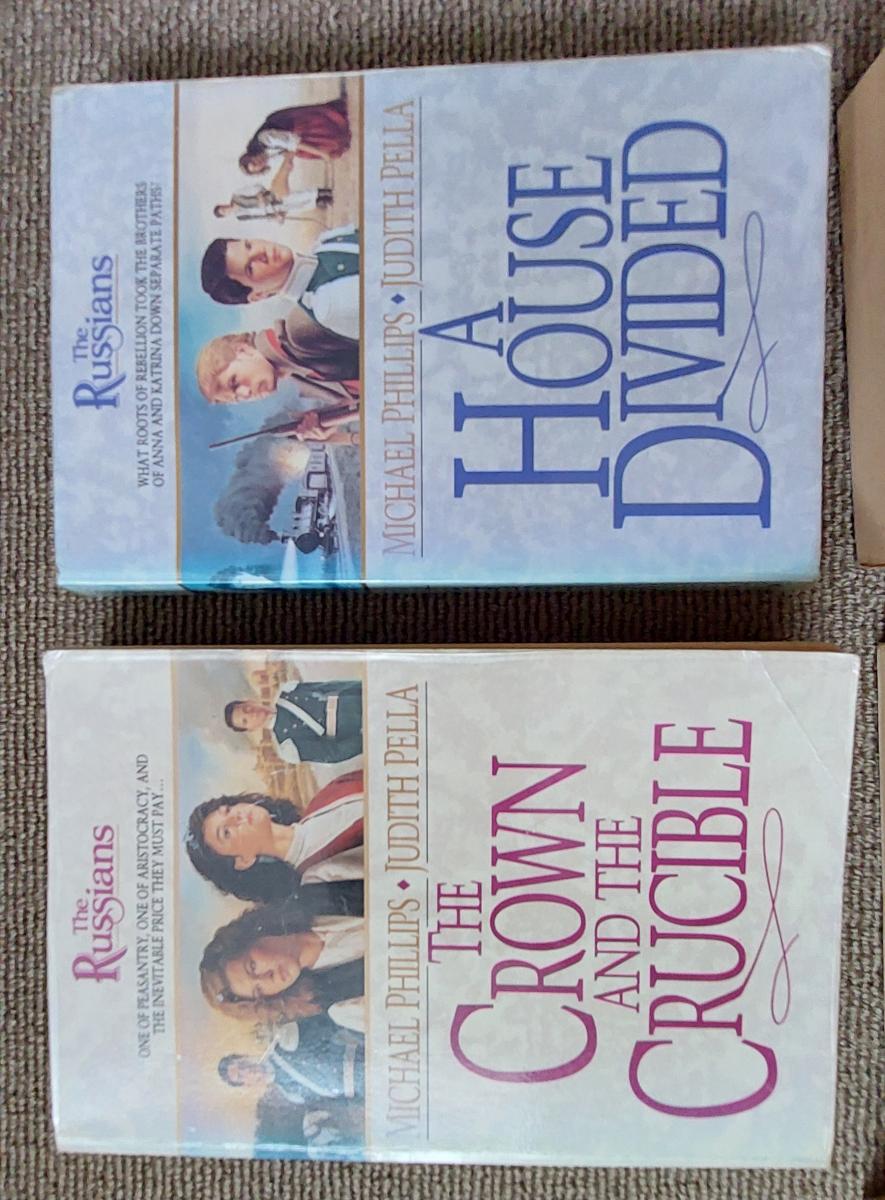 The
Russians
WHAT ROOTS OF REBELLION TOOK THE BROTHERS
OF ANNA AND KATRINA DOWN SEPARATE PATHS?
MICHAEL PHILLIPS ♦ JUDITH PELLA
A
HOUSE
DIVIDED
The
Russians
ONE OF PEASANTRY, ONE OF ARISTOCRACY, AND
THE INEVITABLE PRICE THEY MUST PAY...
MICHAEL PHILLIPS ♦ JUDITH PELLA
THE
CROWN
AND THE
CRUCIBLE